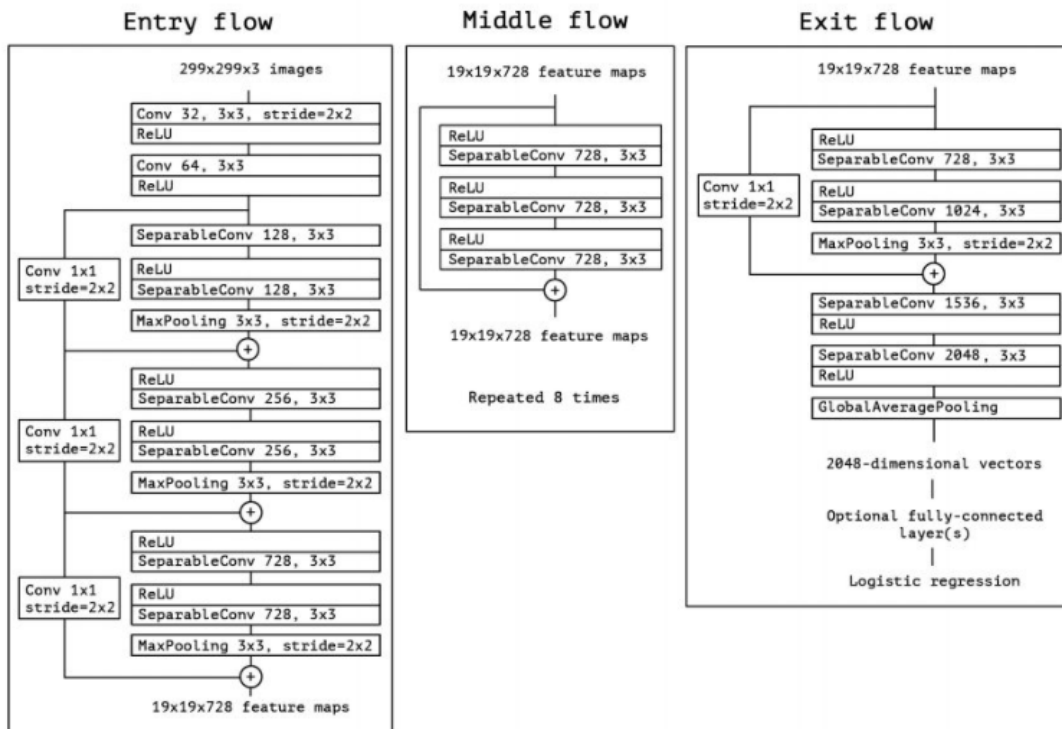 Entry flow
299x299x3 images
Conv 32, 3x3, stride=2x2
ReLU
Conv 64, 3x3
ReLU
SeparableConv 128, 3x3
Conv 1x1
stride=2x2
ReLU
SeparableConv 128, 3x3
MaxPooling 3x3, stride=2x2
+
ReLU
SeparableConv 256, 3x3
Conv 1x1
stride=2x2
ReLU
SeparableConv 256, 3x3
MaxPooling 3x3, stride=2x2
+
ReLU
SeparableConv 728, 3x3
Conv 1x1
stride=2x2
ReLU
SeparableConv 728, 3x3
MaxPooling 3x3, stride=2x2
+
19x19x728 feature maps
Middle flow
19x19x728 feature maps
ReLU
SeparableConv 728, 3x3
ReLU
SeparableConv 728, 3x3
ReLU
SeparableConv 728, 3x3
+
19x19x728 feature maps
Repeated 8 times
Exit flow
19x19x728 feature maps
ReLU
SeparableConv 728, 3x3
Conv 1x1
stride=2x2
ReLU
SeparableConv 1024, 3x3
MaxPooling 3x3, stride=2x2
+
SeparableConv 1536, 3x3
ReLU
SeparableConv 2048, 3x3
ReLU
GlobalAveragePooling
2048-dimensional vectors
Optional fully-connected
layer(s)
Logistic regression